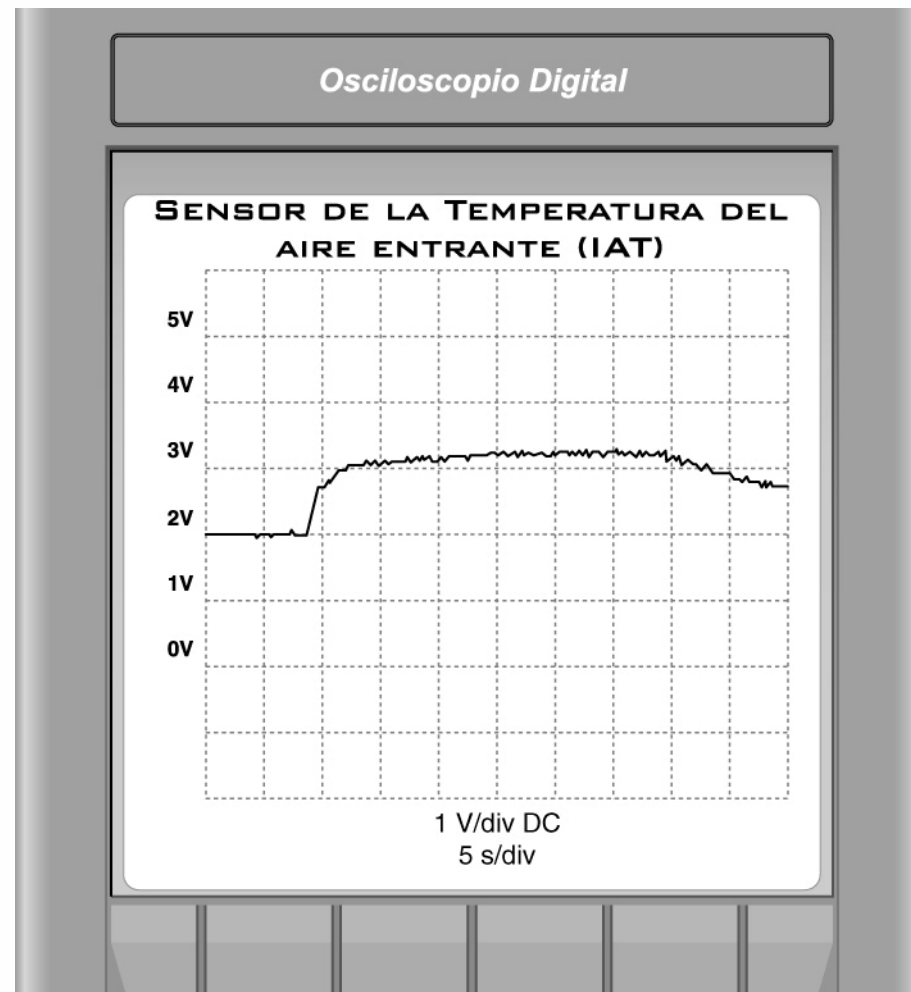 Osciloscopio Digital
SENSOR DE LA TEMPERATURA DEL
AIRE ENTRANTE (IAT)
5V
4V
3V
2V
1V
0V
1 V/div DC
5 s/div